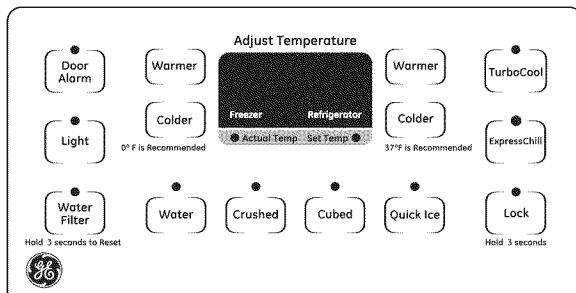 Adjust Temperature
Door
Alarm
Warmer
Warmer
TurboCool
Freezer
Refrigerator
Colder
Colder
Actual Temp
Set Temp
Light
0° F is Recommended
37°F is Recommended
ExpressChill
Water
Filter
Water
Crushed
Cubed
Quick Ice
Lock
Hold 3 seconds to Reset
Hold 3 seconds
GE